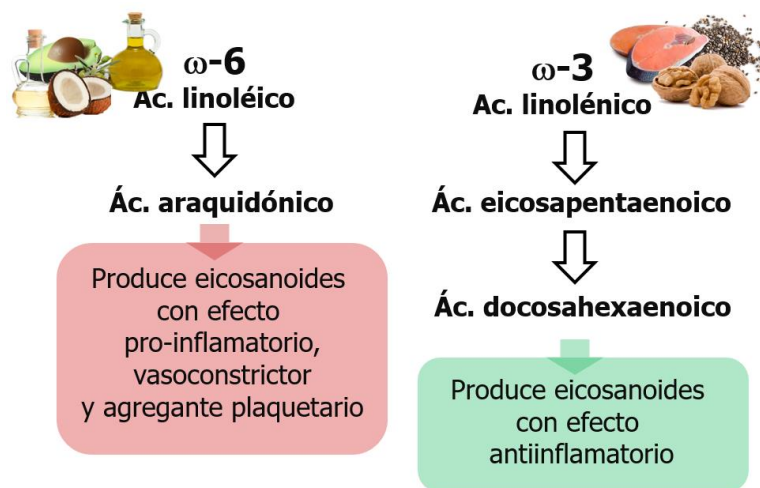 ω-6
Ac. linoléico
Ác. araquidónico
Produce eicosanoides
con efecto
pro-inflamatorio,
vasoconstrictor
y agregante plaquetario
ω-3
Ac. linolénico
Ác. eicosapentaenoico
Ác. docosahexaenoico
Produce eicosanoides
con efecto
antiinflamatorio